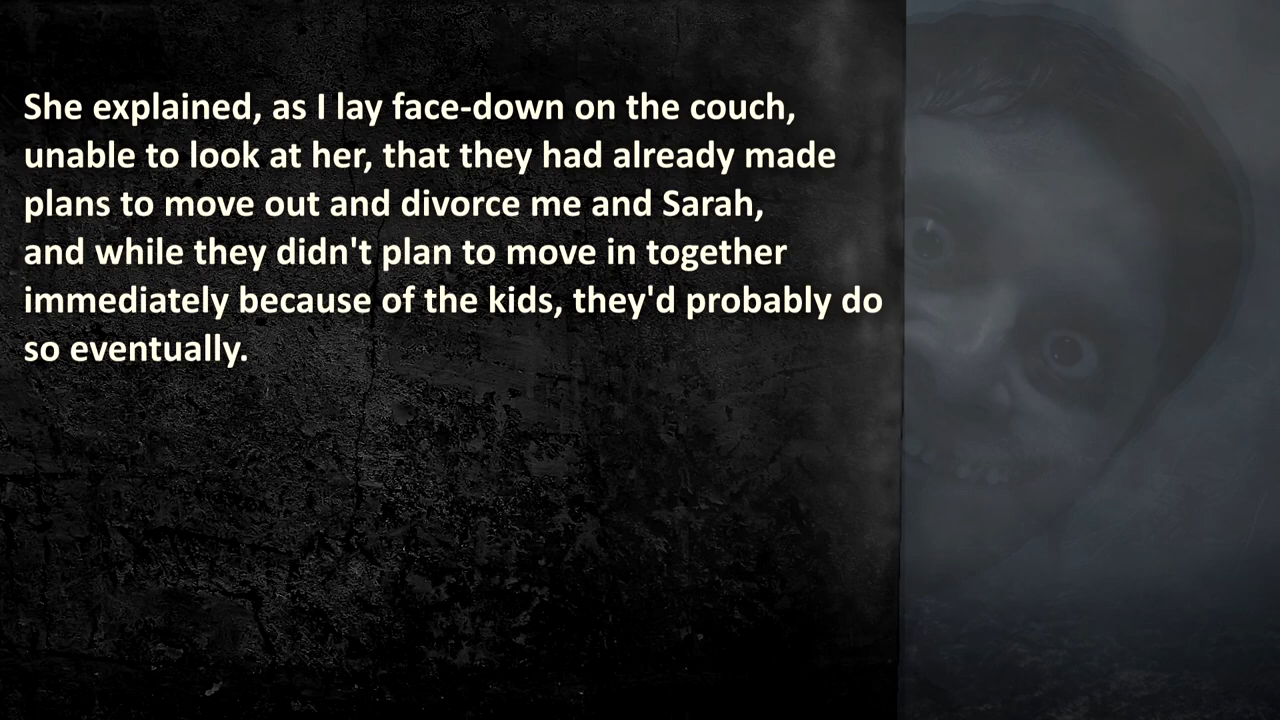 She explained, as I lay face-down on the couch,
unable to look at her, that they had already made
plans to move out and divorce me and Sarah,
and while they didn't plan to move in together
immediately because of the kids, they'd probably do
so eventually.